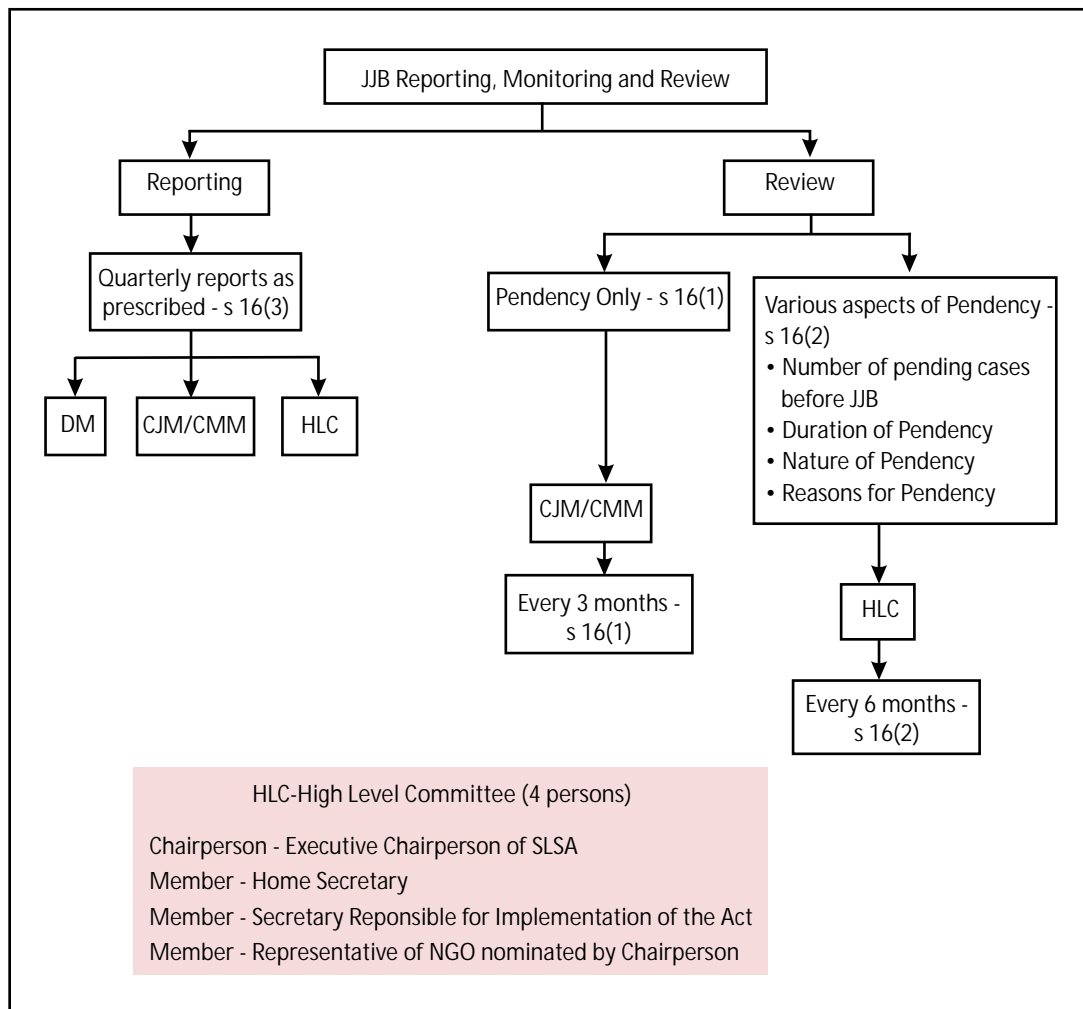 JJB Reporting, Monitoring and Review
Reporting
Review
Quarterly reports as
prescribed - s 16(3)
DM
CJM/CMM
HLC
Pendency Only - s 16(1)
CJM/CMM
Every 3 months -
s 16(1)
Various aspects of Pendency -
s 16(2)
• Number of pending cases
before JJB
• Duration of Pendency
• Nature of Pendency
• Reasons for Pendency
HLC
Every 6 months -
s 16(2)
HLC-High Level Committee (4 persons)
Chairperson - Executive Chairperson of SLSA
Member - Home Secretary
Member - Secretary Reponsible for Implementation of the Act
Member - Representative of NGO nominated by Chairperson